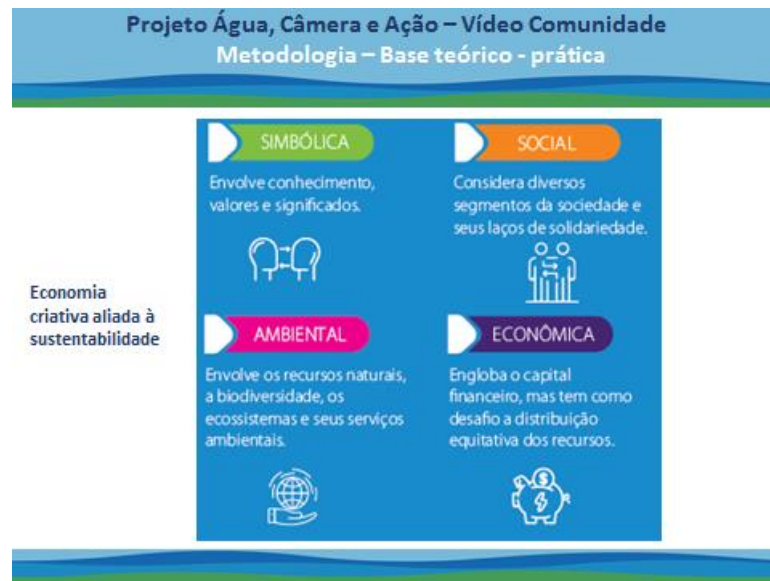 Projeto Água, Câmera e Ação – Vídeo Comunidade
Metodologia – Base teórico - prática
Economia
criativa aliada à
sustentabilidade
SIMBÓLICA
Envolve conhecimento,
valores e significados.
SOCIAL
Considera diversos
segmentos da sociedade e
seus laços de solidariedade.
AMBIENTAL
Envolve os recursos naturais,
a biodiversidade, os
ecossistemas e seus serviços
ambientais.
ECONÔMICA
Engloba o capital
financeiro, mas tem como
desafio a distribuição
equitativa dos recursos.
$